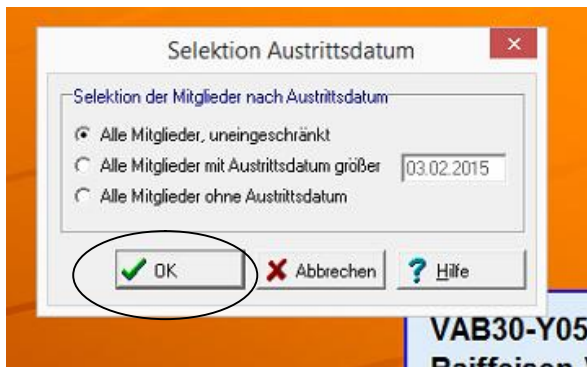 Selektion Austrittsdatum
Selektion der Mitglieder nach Austrittsdatum
Alle Mitglieder, uneingeschränkt
Alle Mitglieder mit Austrittsdatum größer 03.02.2015
Alle Mitglieder ohne Austrittsdatum
OK Abbrechen ? Hilfe
VAB30-Y05
Raiffeisen